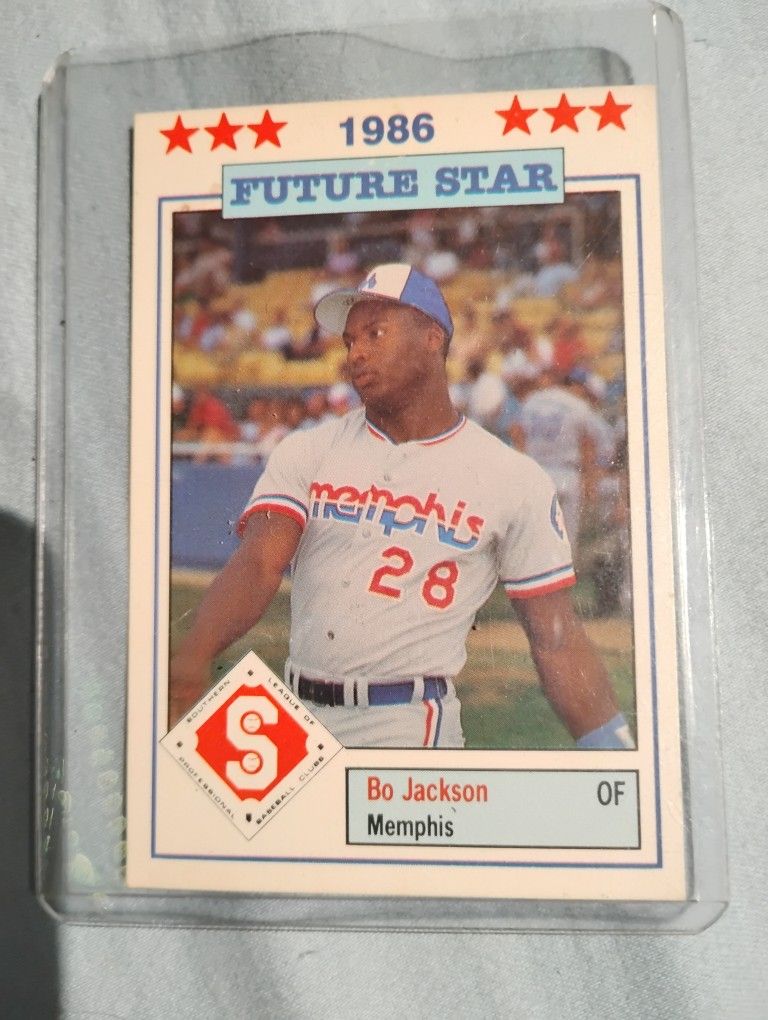 1986
FUTURE STAR
memphis
28
SOUTHERN LEAGUE OF
PROFESSIONAL BASEBALL CLUBS
S
Bo Jackson OF
Memphis